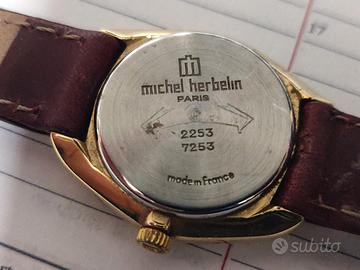 17
michel herbelin
PARIS
2253
7253
made in France
subito